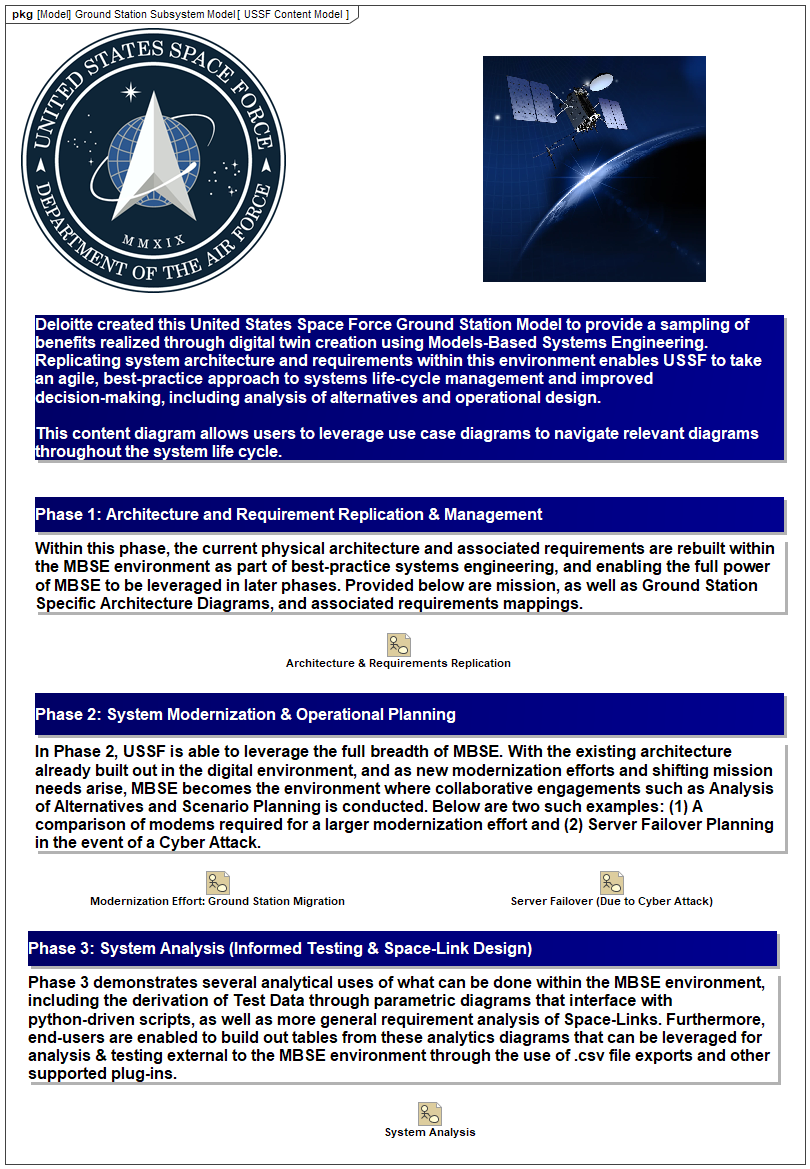 pkg [Model] Ground Station Subsystem Model [ USSF Content Model ]
UNITED STATES SPACE FORCE
MMXIX
DEPARTMENT OF THE AIR FORCE
Deloitte created this United States Space Force Ground Station Model to provide a sampling of
benefits realized through digital twin creation using Models-Based Systems Engineering.
Replicating system architecture and requirements within this environment enables USSF to take
an agile, best-practice approach to systems life-cycle management and improved
decision-making, including analysis of alternatives and operational design.
This content diagram allows users to leverage use case diagrams to navigate relevant diagrams
throughout the system life cycle.
Phase 1: Architecture and Requirement Replication & Management
Within this phase, the current physical architecture and associated requirements are rebuilt within
the MBSE environment as part of best-practice systems engineering, and enabling the full power
of MBSE to be leveraged in later phases. Provided below are mission, as well as Ground Station
Specific Architecture Diagrams, and associated requirements mappings.
Architecture & Requirements Replication
Phase 2: System Modernization & Operational Planning
In Phase 2, USSF is able to leverage the full breadth of MBSE. With the existing architecture
already built out in the digital environment, and as new modernization efforts and shifting mission
needs arise, MBSE becomes the environment where collaborative engagements such as Analysis
of Alternatives and Scenario Planning is conducted. Below are two such examples: (1) A
comparison of modems required for a larger modernization effort and (2) Server Failover Planning
in the event of a Cyber Attack.
Modernization Effort: Ground Station Migration
Server Failover (Due to Cyber Attack)
Phase 3: System Analysis (Informed Testing & Space-Link Design)
Phase 3 demonstrates several analytical uses of what can be done within the MBSE environment,
including the derivation of Test Data through parametric diagrams that interface with
python-driven scripts, as well as more general requirement analysis of Space-Links. Furthermore,
end-users are enabled to build out tables from these analytics diagrams that can be leveraged for
analysis & testing external to the MBSE environment through the use of .csv file exports and other
supported plug-ins.
System Analysis